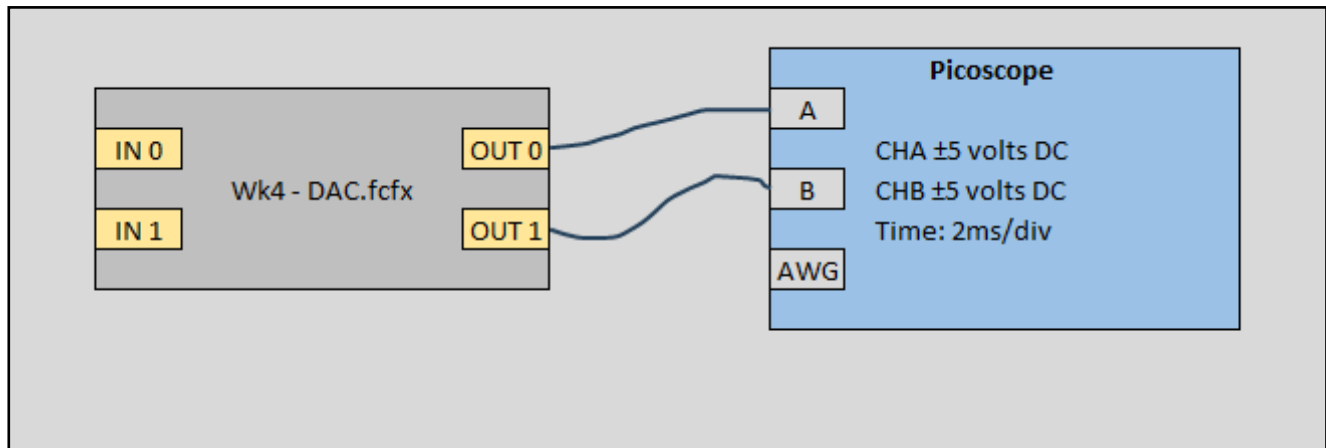 Picoscope
A
IN 0
OUT 0
CHA ±5 volts DC
Wk4 - DAC.fcfx
B
CHB ±5 volts DC
IN 1
OUT 1
Time: 2ms/div
AWG